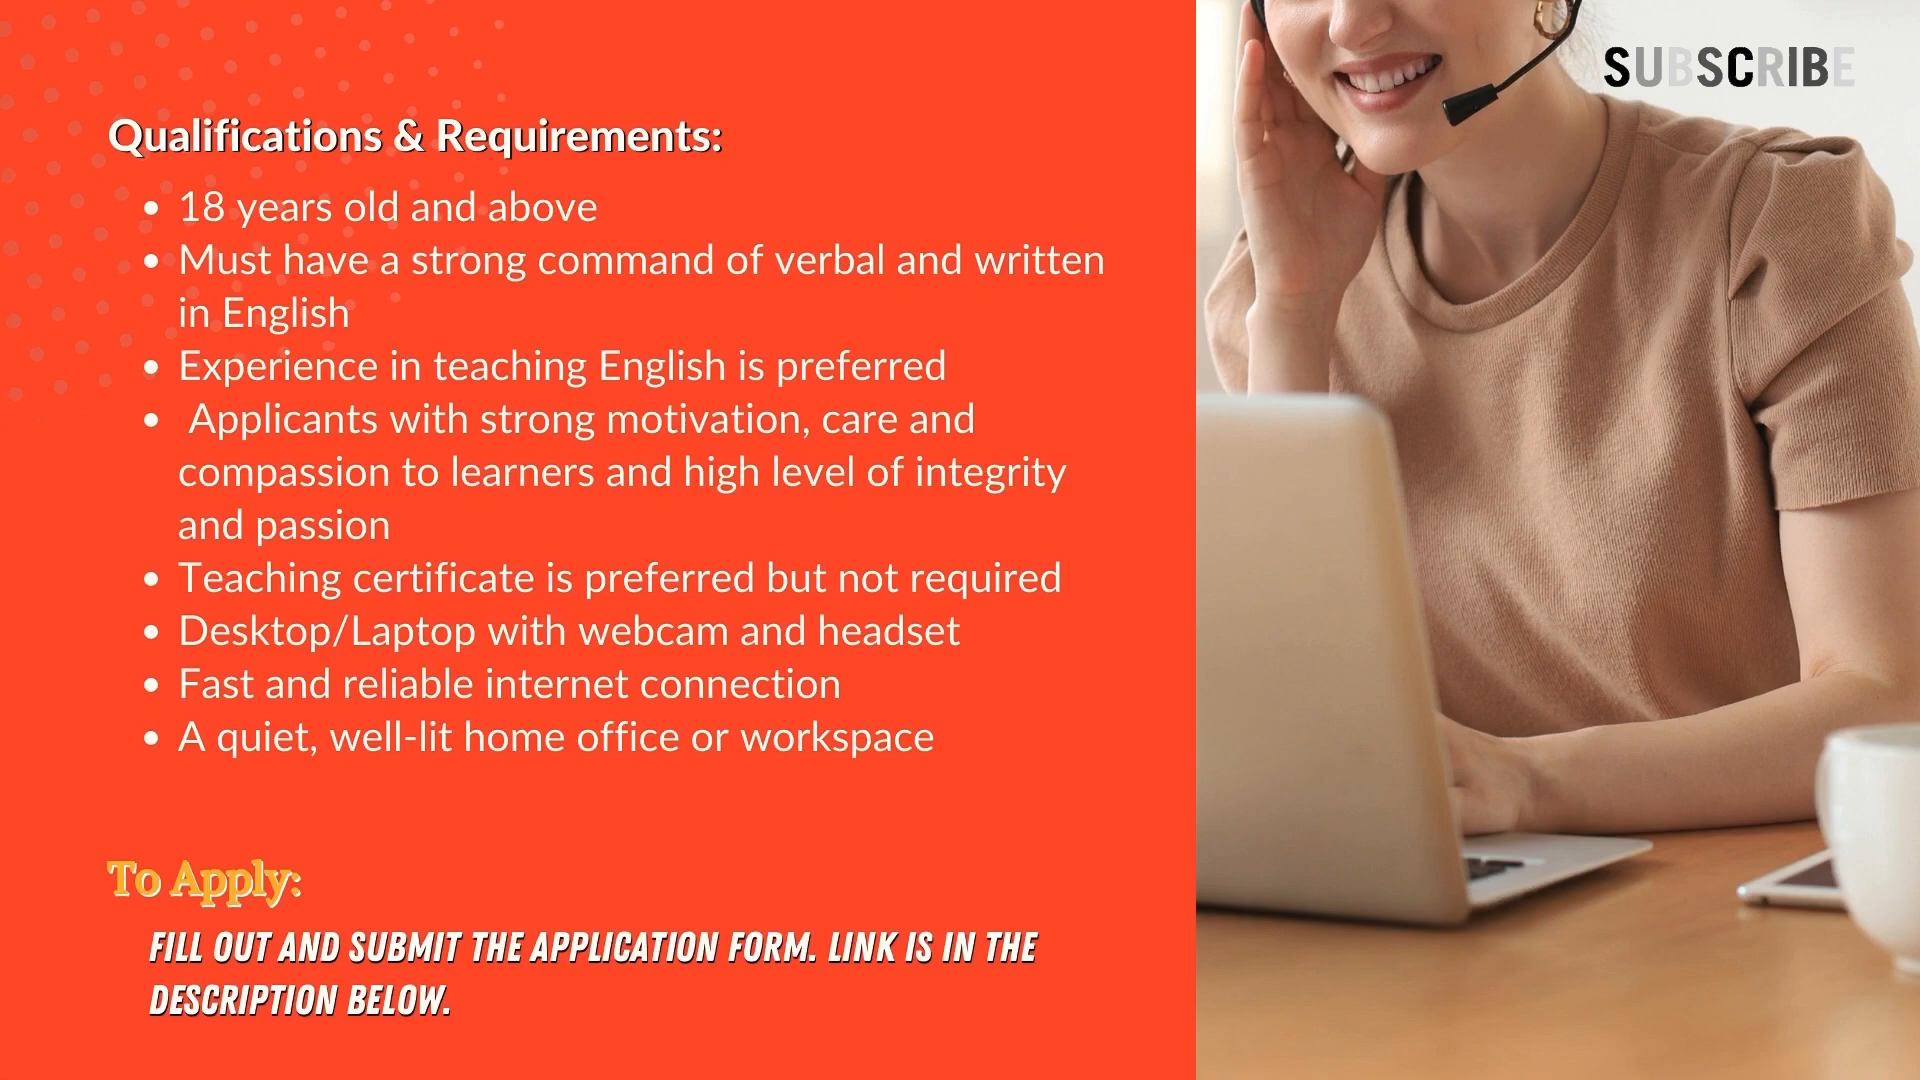 SUBSCRIBE
Qualifications & Requirements:
• 18 years old and above
• Must have a strong command of verbal and written
in English
• Experience in teaching English is preferred
• Applicants with strong motivation, care and
compassion to learners and high level of integrity
and passion
• Teaching certificate is preferred but not required
• Desktop/Laptop with webcam and headset
• Fast and reliable internet connection
• A quiet, well-lit home office or workspace
To Apply:
FILL OUT AND SUBMIT THE APPLICATION FORM. LINK IS IN THE
DESCRIPTION BELOW.